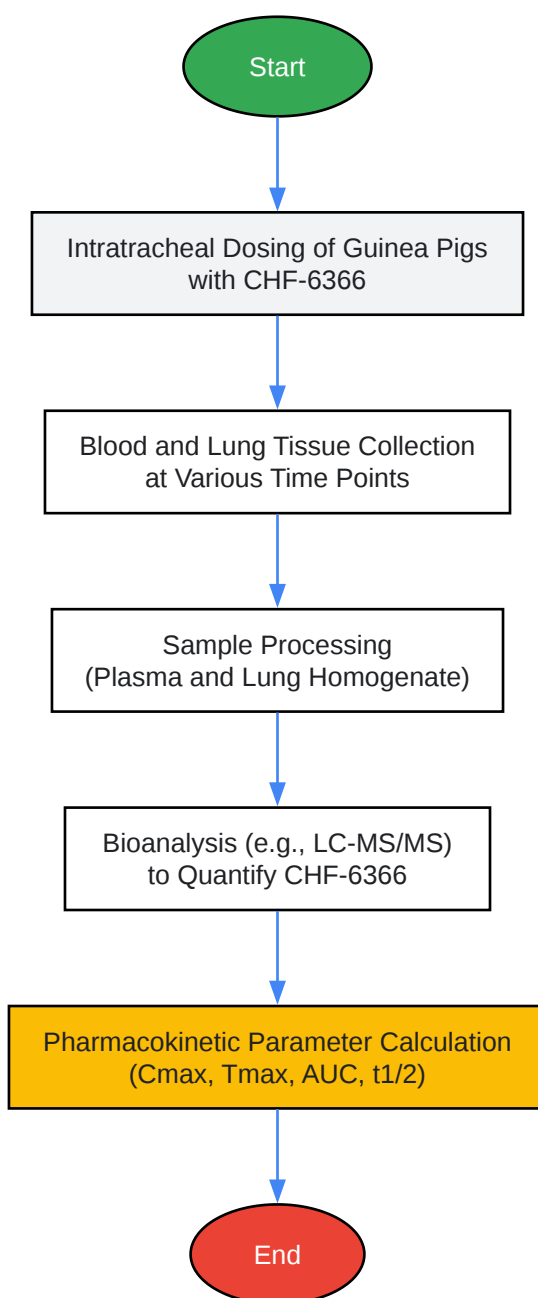 Start
Intratracheal Dosing of Guinea Pigs
with CHF-6366
Blood and Lung Tissue Collection
at Various Time Points
Sample Processing
(Plasma and Lung Homogenate)
Bioanalysis (e.g., LC-MS/MS)
to Quantify CHF-6366
Pharmacokinetic Parameter Calculation
(Cmax, Tmax, AUC, t1/2)
End